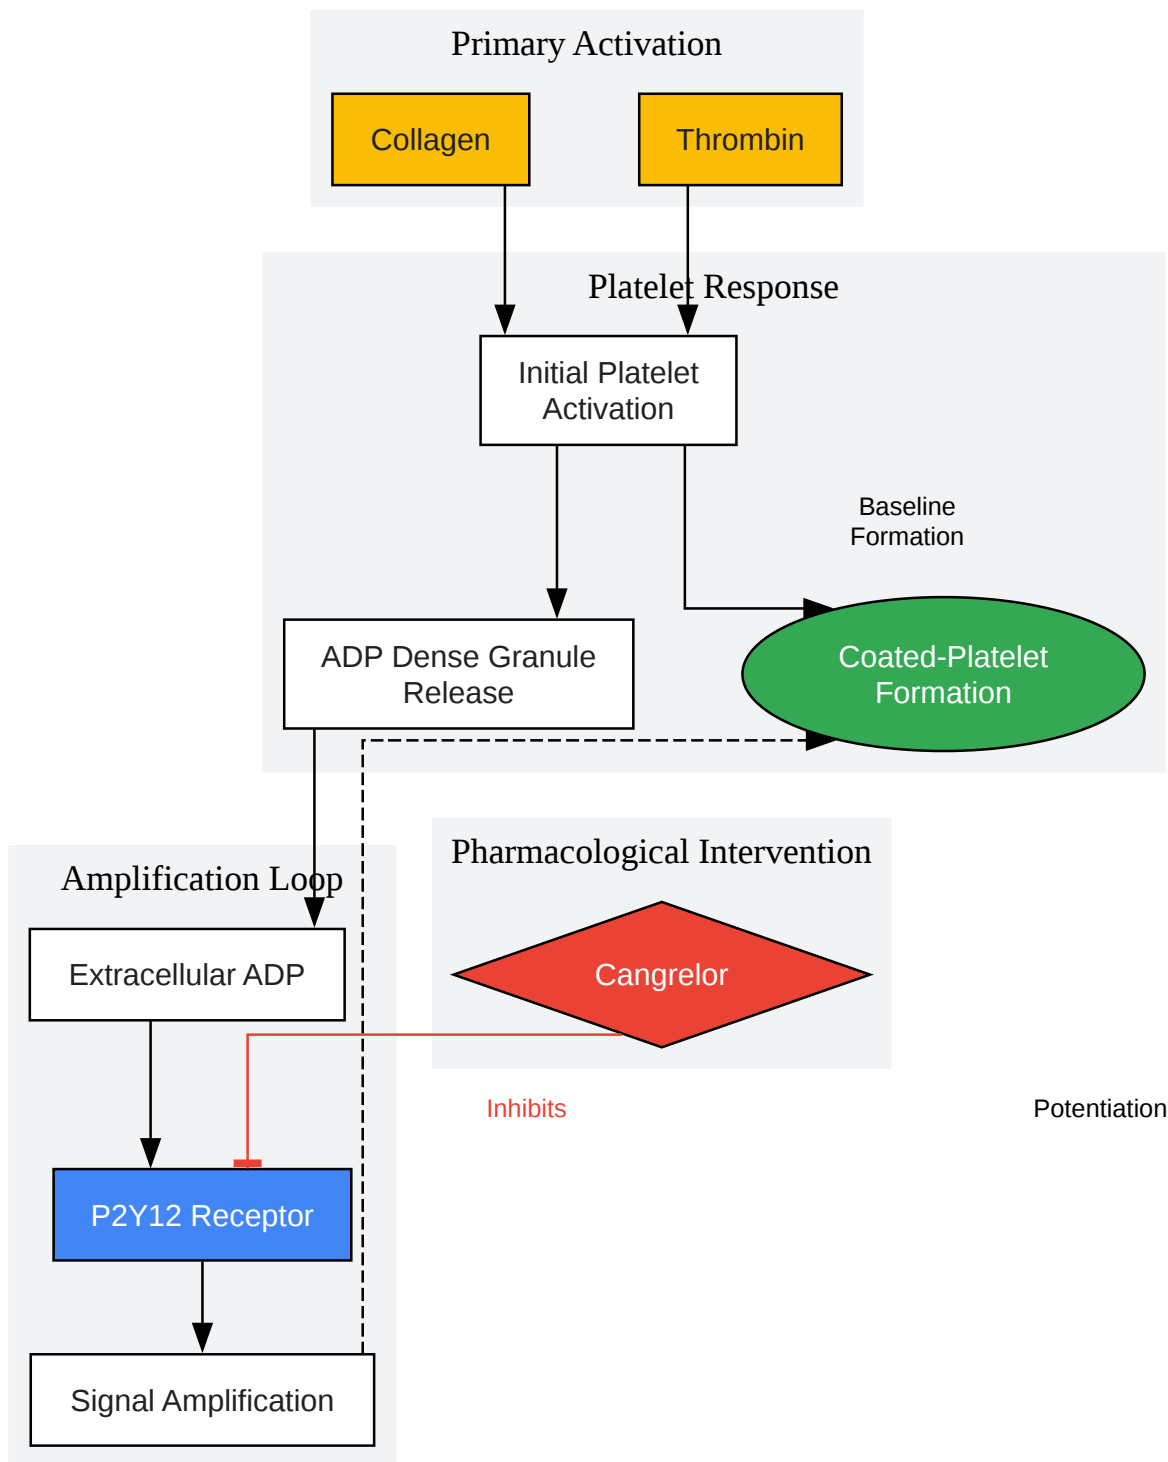 Primary Activation
Collagen
Thrombin
Platelet Response
Initial Platelet
Activation
Baseline
Formation
ADP Dense Granule
Release
Coated-Platelet
Formation
Pharmacological Intervention
Amplification Loop
Extracellular ADP
Cangrelor
Inhibits
Potentiation
P2Y12 Receptor
Signal Amplification